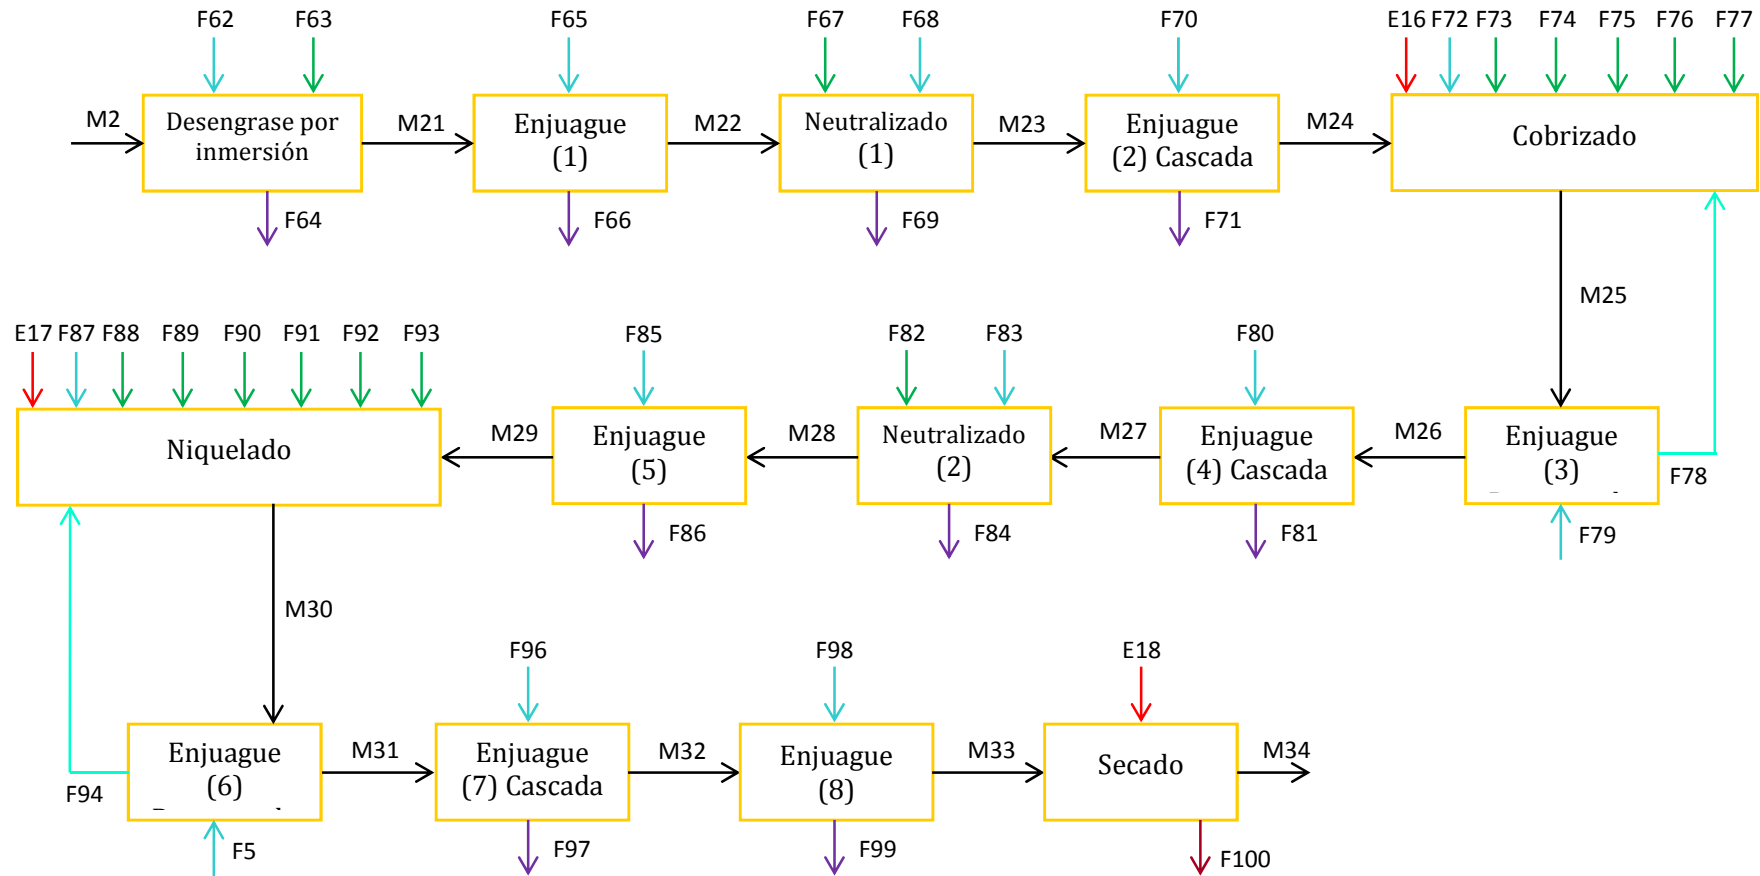 F62
F63
F65
F67
F68
F70
E16
F72
F73
F74
F75
F76
F77
M2
Desengrase por
inmersión
M21
Enjuague
(1)
M22
Neutralizado
(1)
M23
Enjuague
(2) Cascada
M24
Cobrizado
F64
F66
F69
F71
M25
E17
F87
F88
F89
F90
F91
F92
F93
F85
F82
F83
F80
Niquelado
M29
Enjuague
(5)
M28
Neutralizado
(2)
M27
Enjuague
(4) Cascada
M26
Enjuague
(3)
F78
F86
F84
F81
F79
M30
F96
F98
E18
Enjuague
(6)
M31
Enjuague
(7) Cascada
M32
Enjuague
(8)
M33
Secado
M34
F94
F5
F97
F99
F100